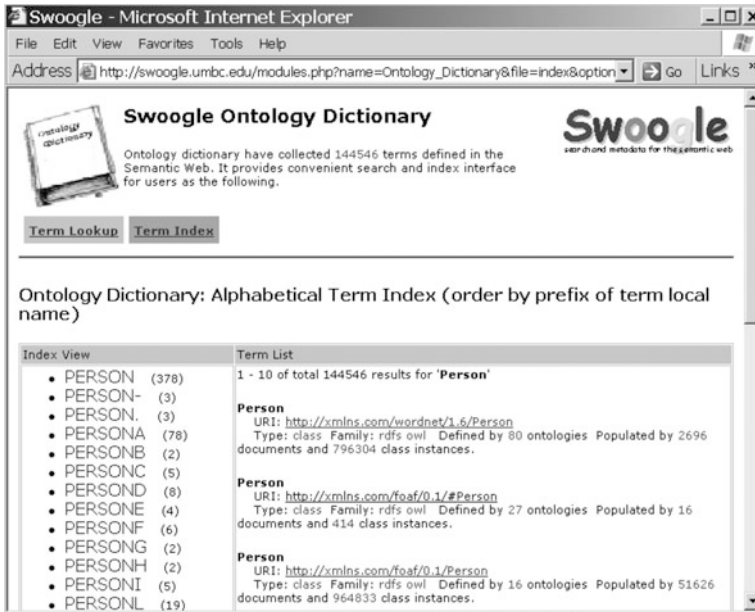 Swoogle - Microsoft Internet Explorer
File Edit View Favorites Tools Help
Address http://swoogle.umbc.edu/modules.php?name=Ontology_Dictionary&file=index&option Go Links »
ontology dictionary
Swoogle Ontology Dictionary
Swoogle
search and metadata for the semantic web
Ontology dictionary have collected 144546 terms defined in the
Semantic Web. It provides convenient search and index interface
for users as the following.
Term Lookup Term Index
Ontology Dictionary: Alphabetical Term Index (order by prefix of term local
name)
Index View
• PERSON (378)
• PERSON- (3)
• PERSON. (3)
• PERSONA (78)
• PERSONB (2)
• PERSONC (5)
• PERSOND (8)
• PERSONE (4)
• PERSONF (6)
• PERSONG (2)
• PERSONH (2)
• PERSONI (5)
• PERSONL (19)
Term List
1 - 10 of total 144546 results for 'Person'
Person
URI: http://xmlns.com/wordnet/1.6/Person
Type: class Family: rdfs owl Defined by 80 ontologies Populated by 2696
documents and 796304 class instances.
Person
URI: http://xmlns.com/foaf/0.1/#Person
Type: class Family: rdfs owl Defined by 27 ontologies Populated by 16
documents and 414 class instances.
Person
URI: http://xmlns.com/foaf/0.1/Person
Type: class Family: rdfs owl Defined by 16 ontologies Populated by 51626
documents and 964833 class instances.